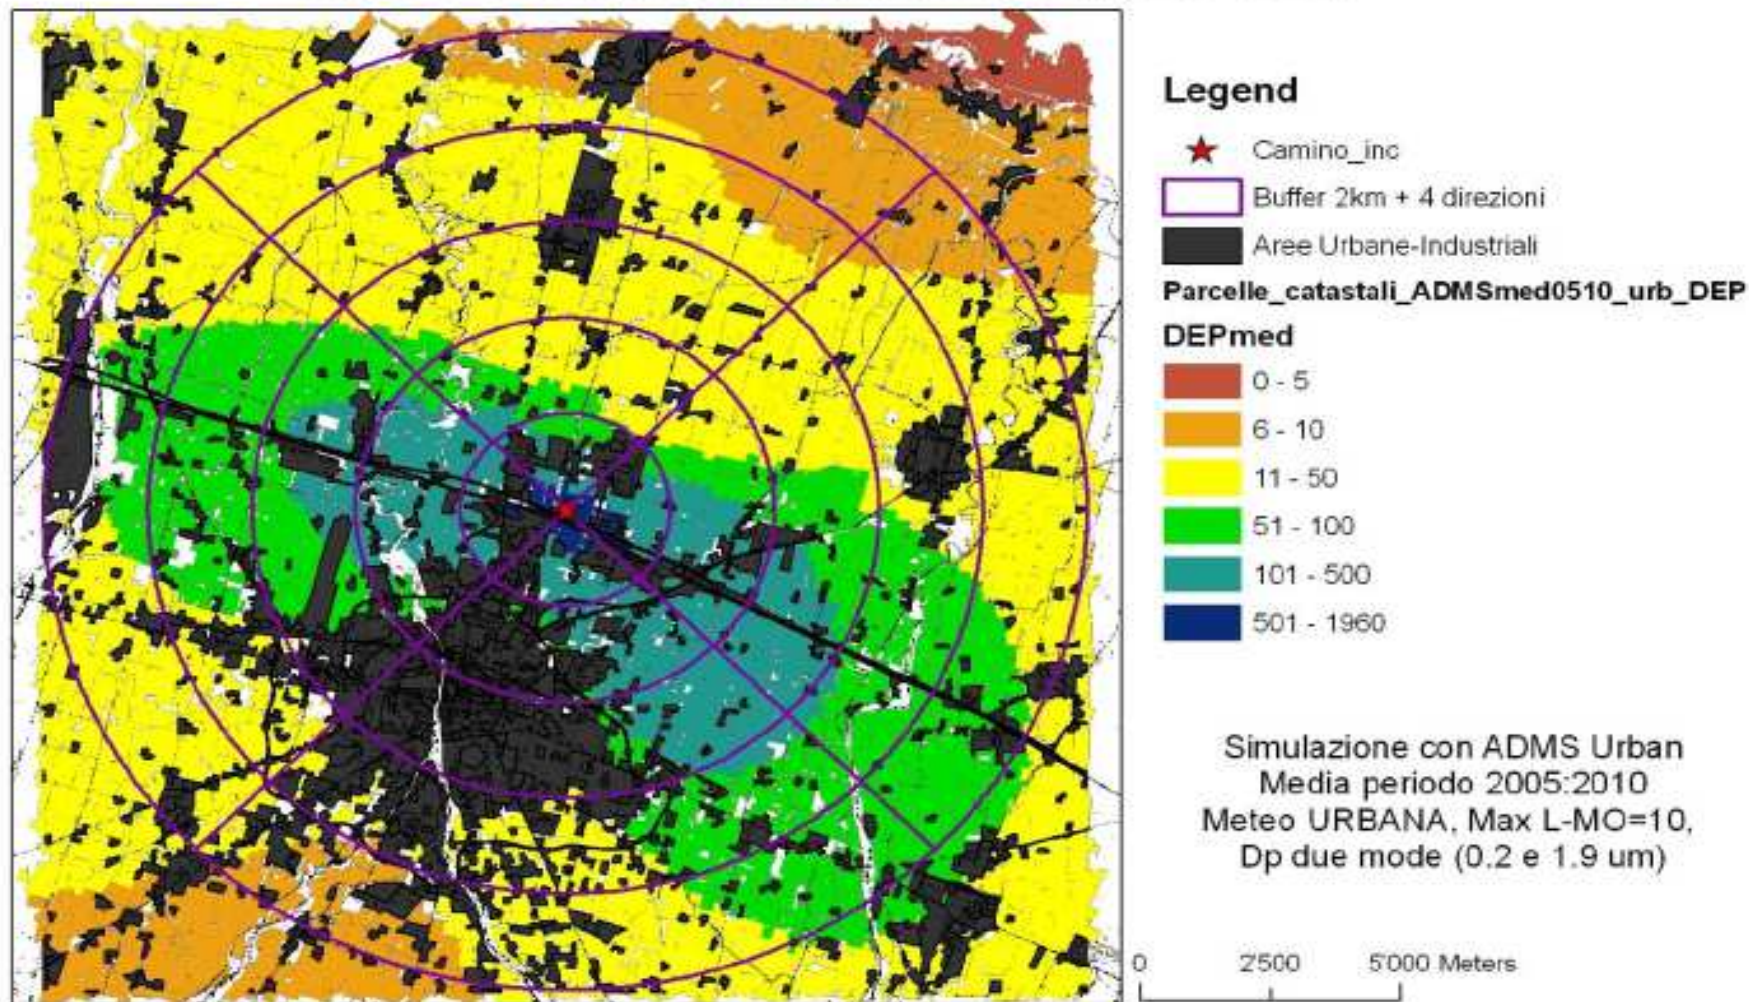 Legend
Camino_inc
Buffer 2km + 4 direzioni
Aree Urbane-Industriali
Parcelle_catastali_ADMSmed0510_urb_DEP
DEPmed
0 - 5
6 - 10
11 - 50
51 - 100
101 - 500
501 - 1960
Simulazione con ADMS Urban
Media periodo 2005:2010
Meteo URBANA, Max L-MO=10,
Dp due mode (0.2 e 1.9 um)
0 2'500 5'000 Meters